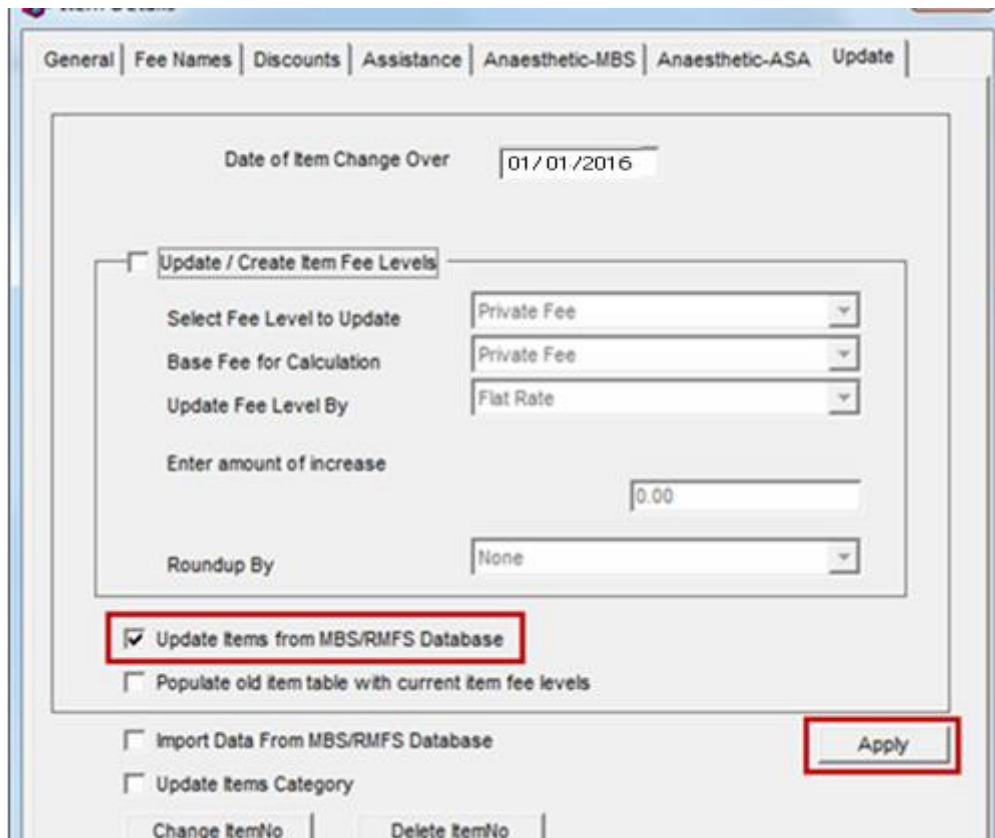 Item Details
General Fee Names Discounts Assistance Anaesthetic-MBS Anaesthetic-ASA Update
Date of Item Change Over 01/01/2016
Update / Create Item Fee Levels
Select Fee Level to Update Private Fee
Base Fee for Calculation Private Fee
Update Fee Level By Flat Rate
Enter amount of increase
0.00
Roundup By None
Update Items from MBS/RMFS Database
Populate old item table with current item fee levels
Import Data From MBS/RMFS Database
Apply
Update Items Category
Change ItemNo Delete ItemNo